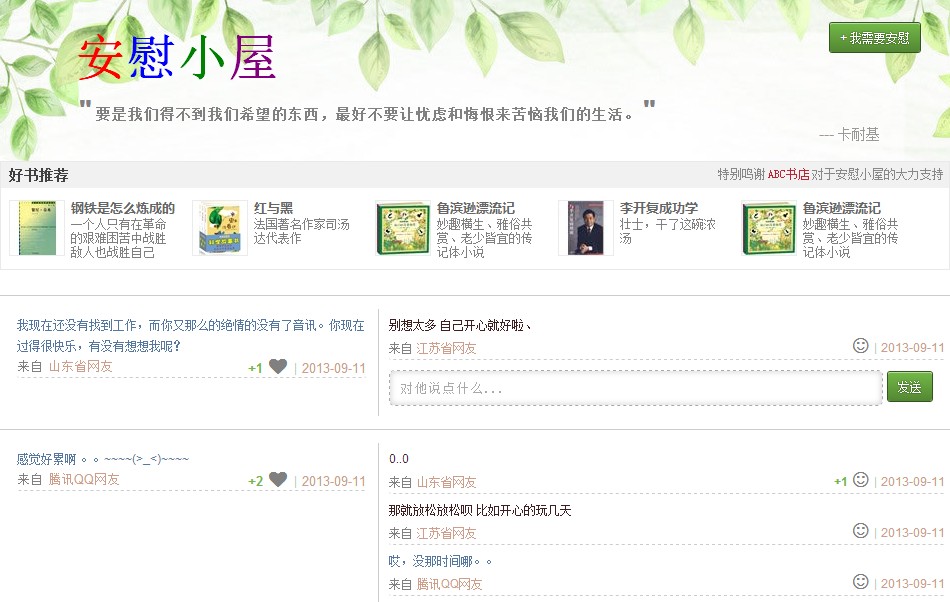 安慰小屋
+ 我需要安慰
"要是我们得不到我们希望的东西，最好不要让忧虑和悔恨来苦恼我们的生活。"
--- 卡耐基
好书推荐
特别鸣谢 ABC书店 对于安慰小屋的大力支持
钢铁是怎么炼成的
一个人只有在革命
的艰难困苦中战胜
敌人也战胜自己
红与黑
法国著名作家司汤
达代表作
鲁滨逊漂流记
妙趣横生、雅俗共
赏、老少皆宜的传
记体小说
李开复成功学
壮士，干了这碗浓
汤
鲁滨逊漂流记
妙趣横生、雅俗共
赏、老少皆宜的传
记体小说
我现在还没有找到工作，而你又那么的绝情的没有了音讯。你现在
过得很快乐，有没有想想我呢？
来自 山东省网友
+1 | 2013-09-11
别想太多 自己开心就好啦、
来自 江苏省网友
| 2013-09-11
对他说点什么...
发送
感觉好累啊 。。~~~~(>_<)~~~~
来自 腾讯QQ网友
+2 | 2013-09-11
0..0
来自 山东省网友
+1 | 2013-09-11
那就放松放松呗 比如开心的玩几天
来自 江苏省网友
| 2013-09-11
哎，没那时间哪。。
来自 腾讯QQ网友
| 2013-09-11